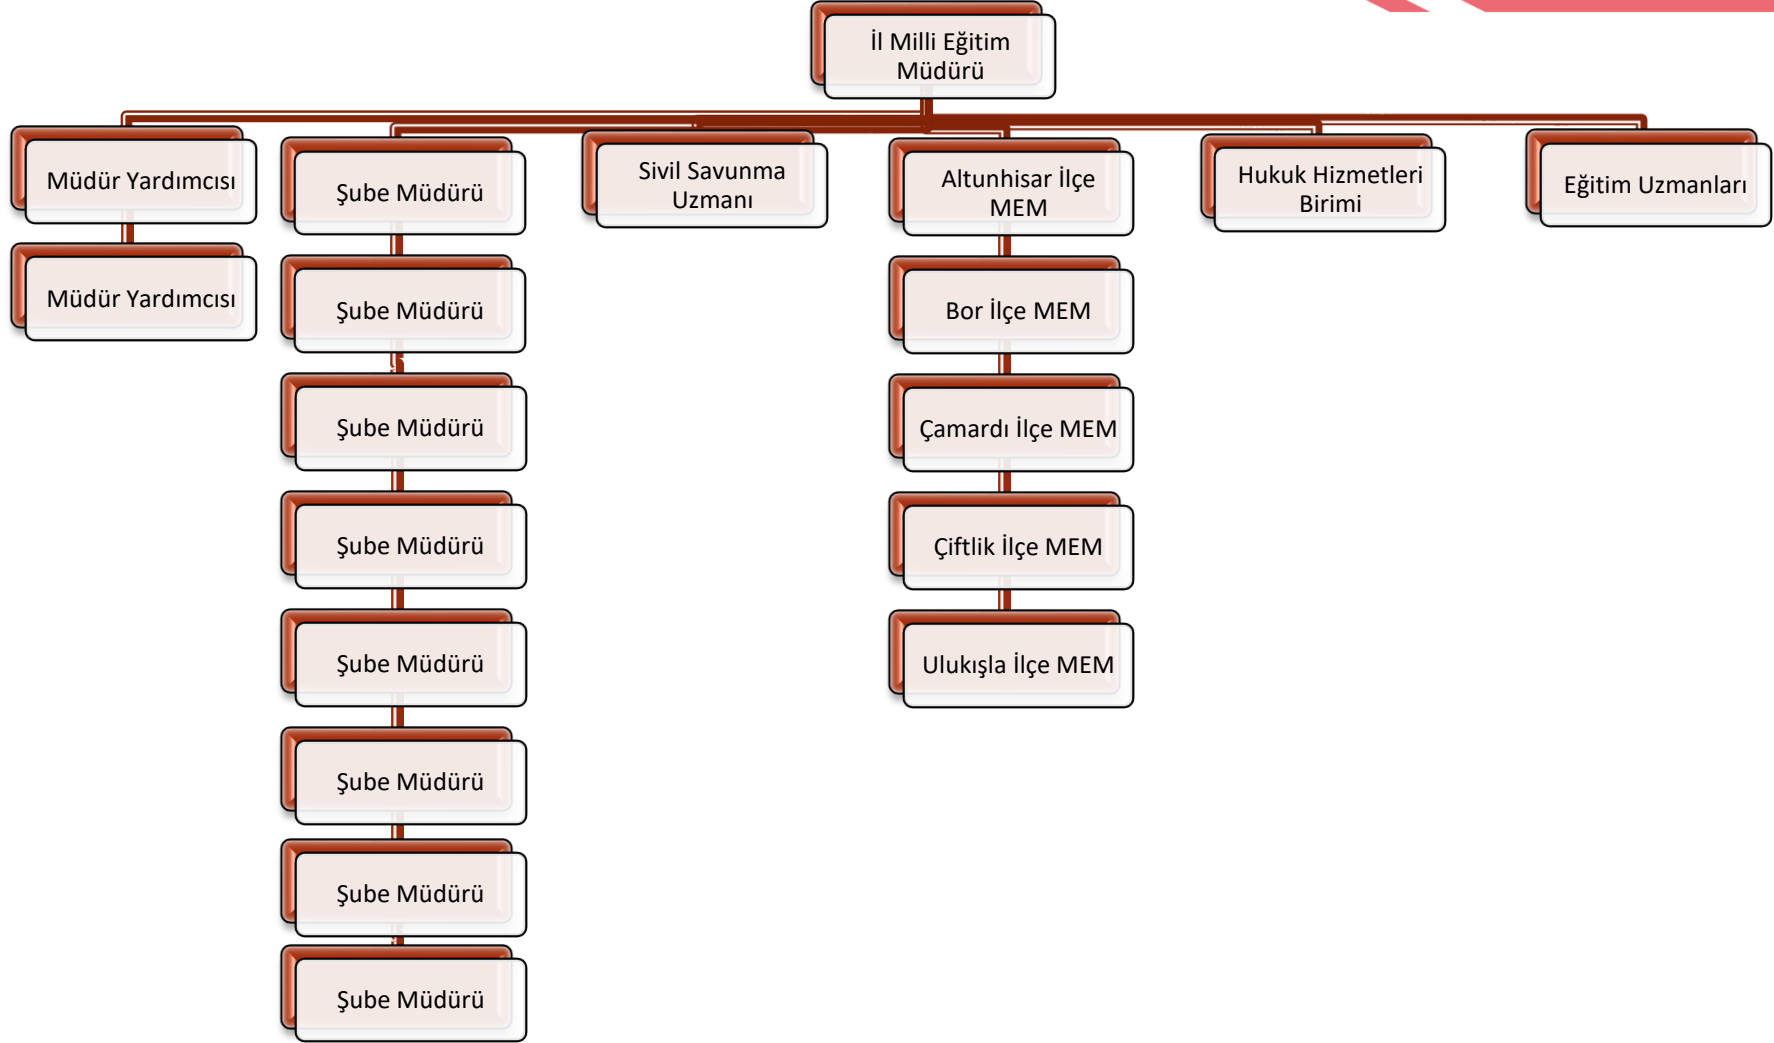 İl Milli Eğitim
Müdürü
Müdür Yardımcısı
Müdür Yardımcısı
Şube Müdürü
Şube Müdürü
Şube Müdürü
Şube Müdürü
Şube Müdürü
Şube Müdürü
Şube Müdürü
Şube Müdürü
Sivil Savunma
Uzmanı
Altunhisar İlçe
MEM
Bor İlçe MEM
Çamardı İlçe MEM
Çiftlik İlçe MEM
Ulukışla İlçe MEM
Hukuk Hizmetleri
Birimi
Eğitim Uzmanları